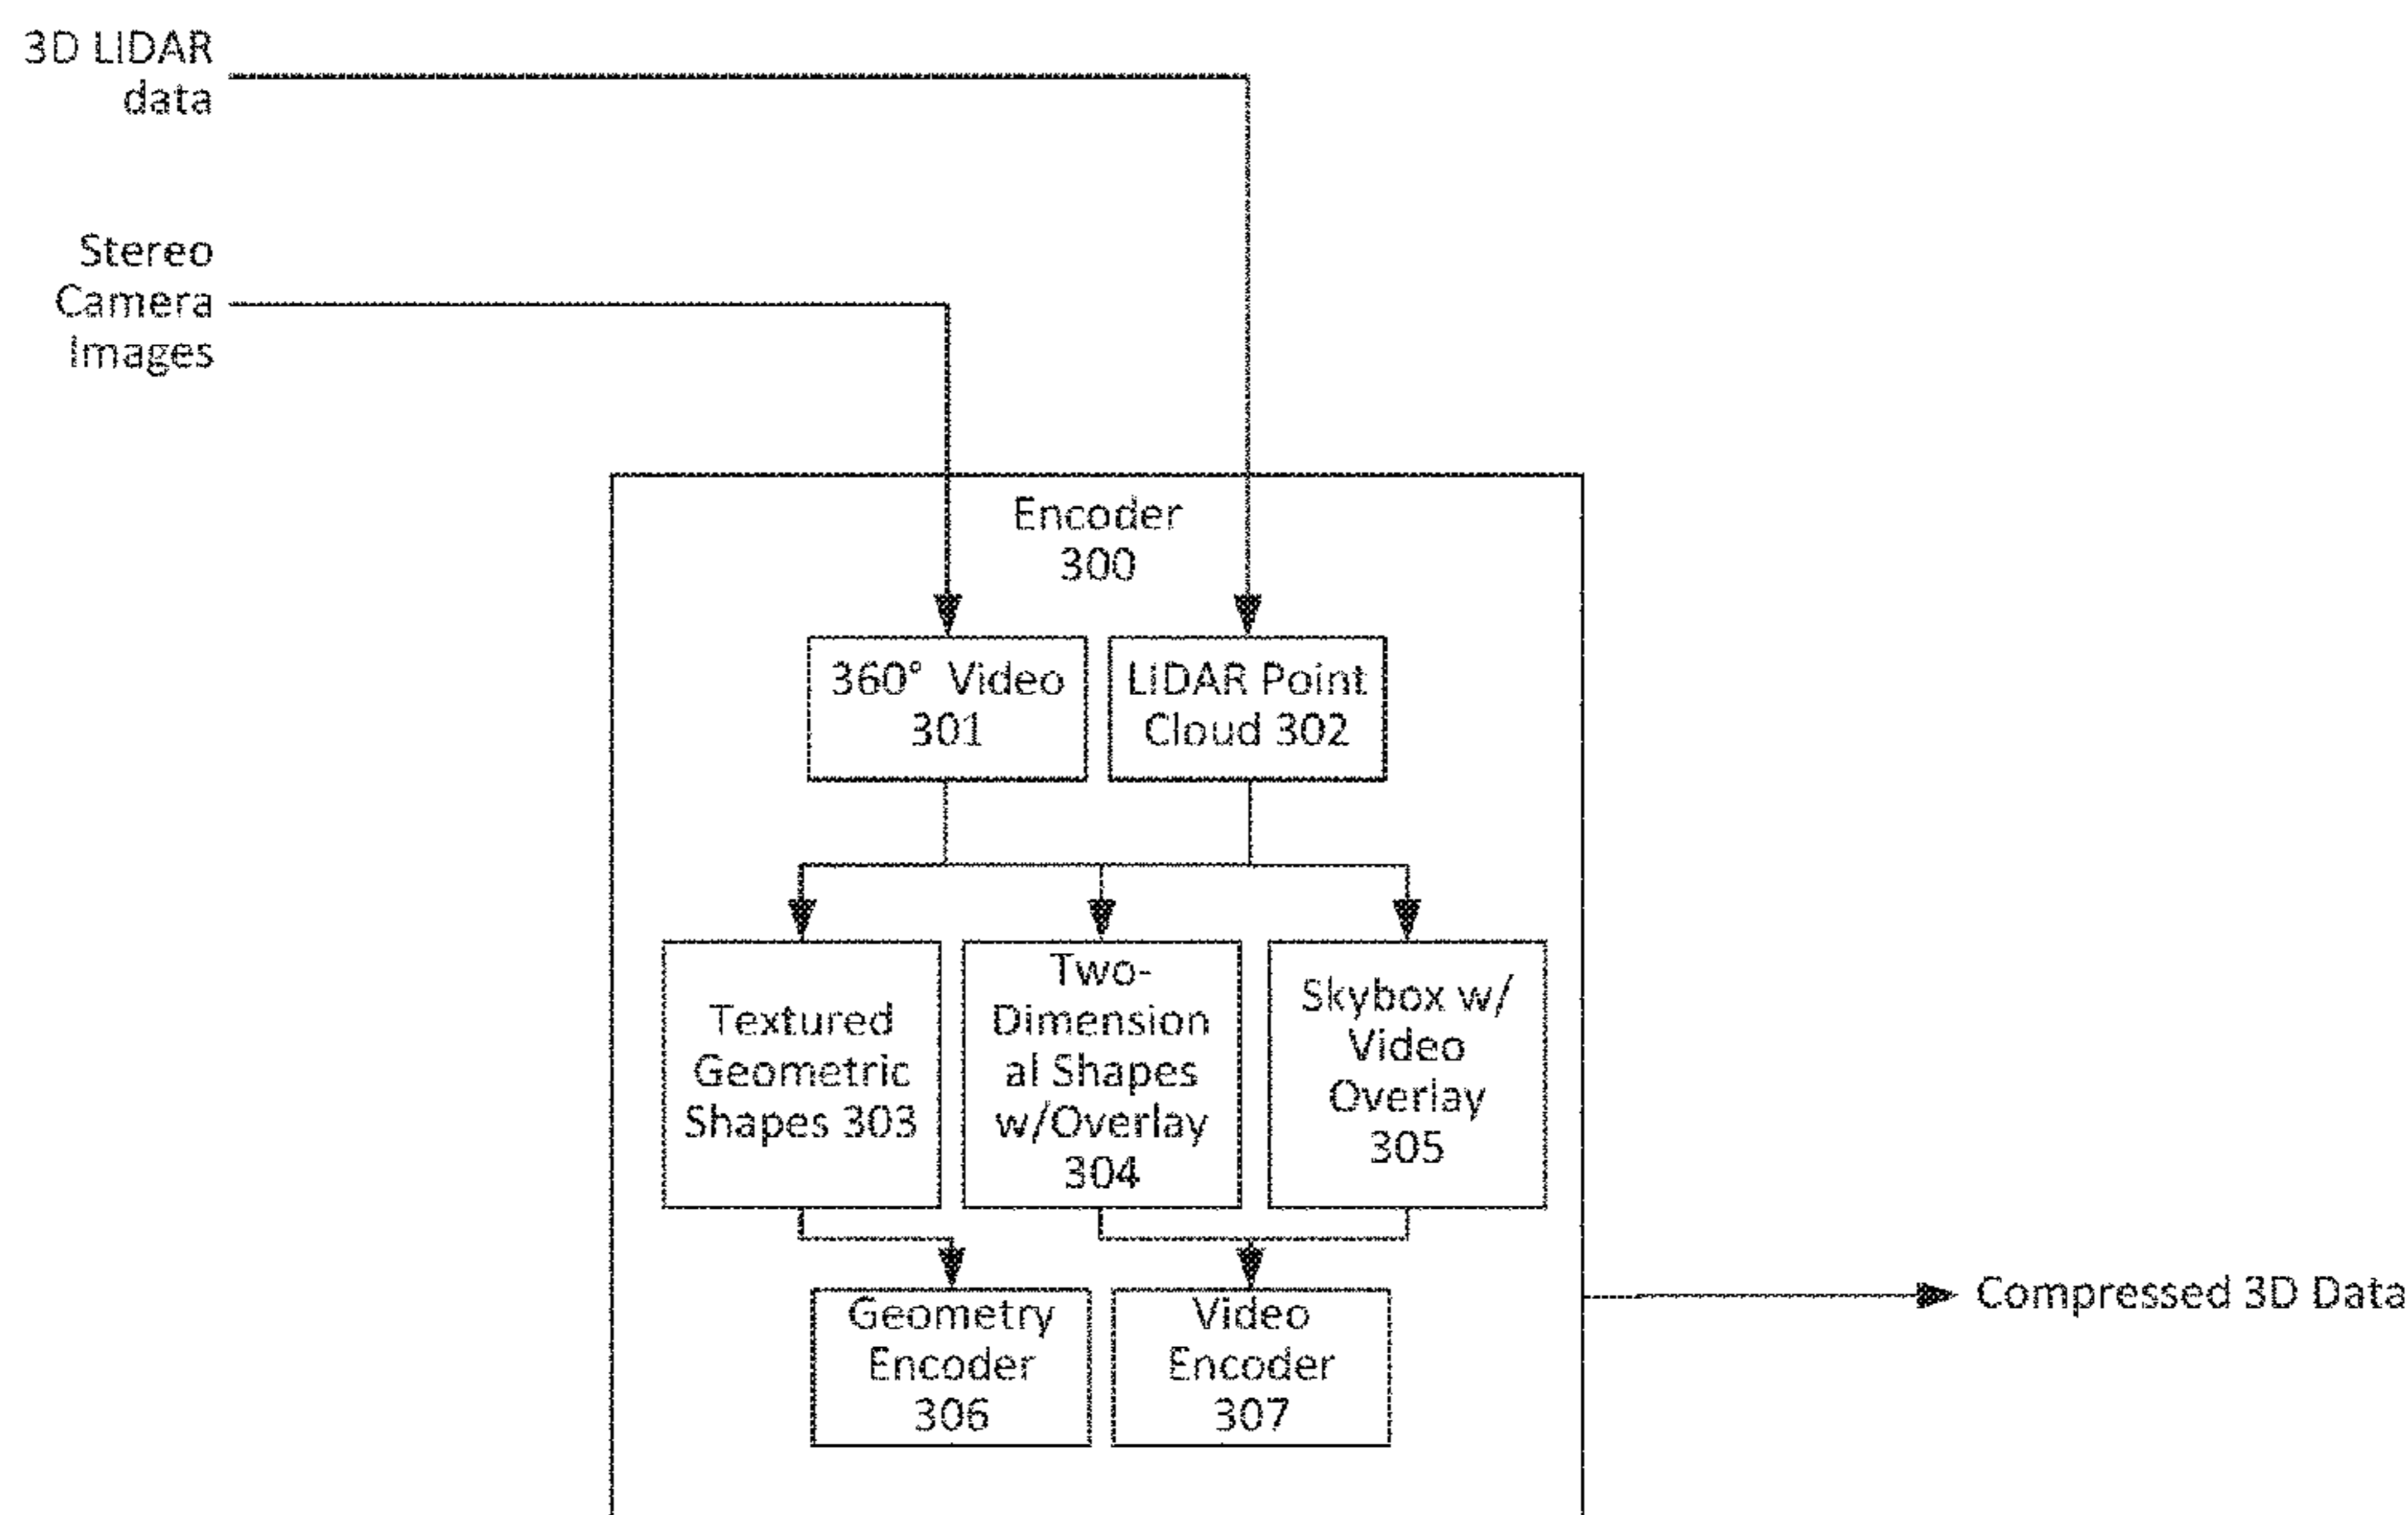 3D LIDAR
data
Stereo
Camera
Images
Encoder
300
360° Video
301
LIDAR Point
Cloud 302
Textured
Geometric
Shapes 303
Two-
Dimension
al Shapes
w/Overlay
304
Skybox w/
Video
Overlay
305
Geometry
Encoder
306
Video
Encoder
307
Compressed 3D Data